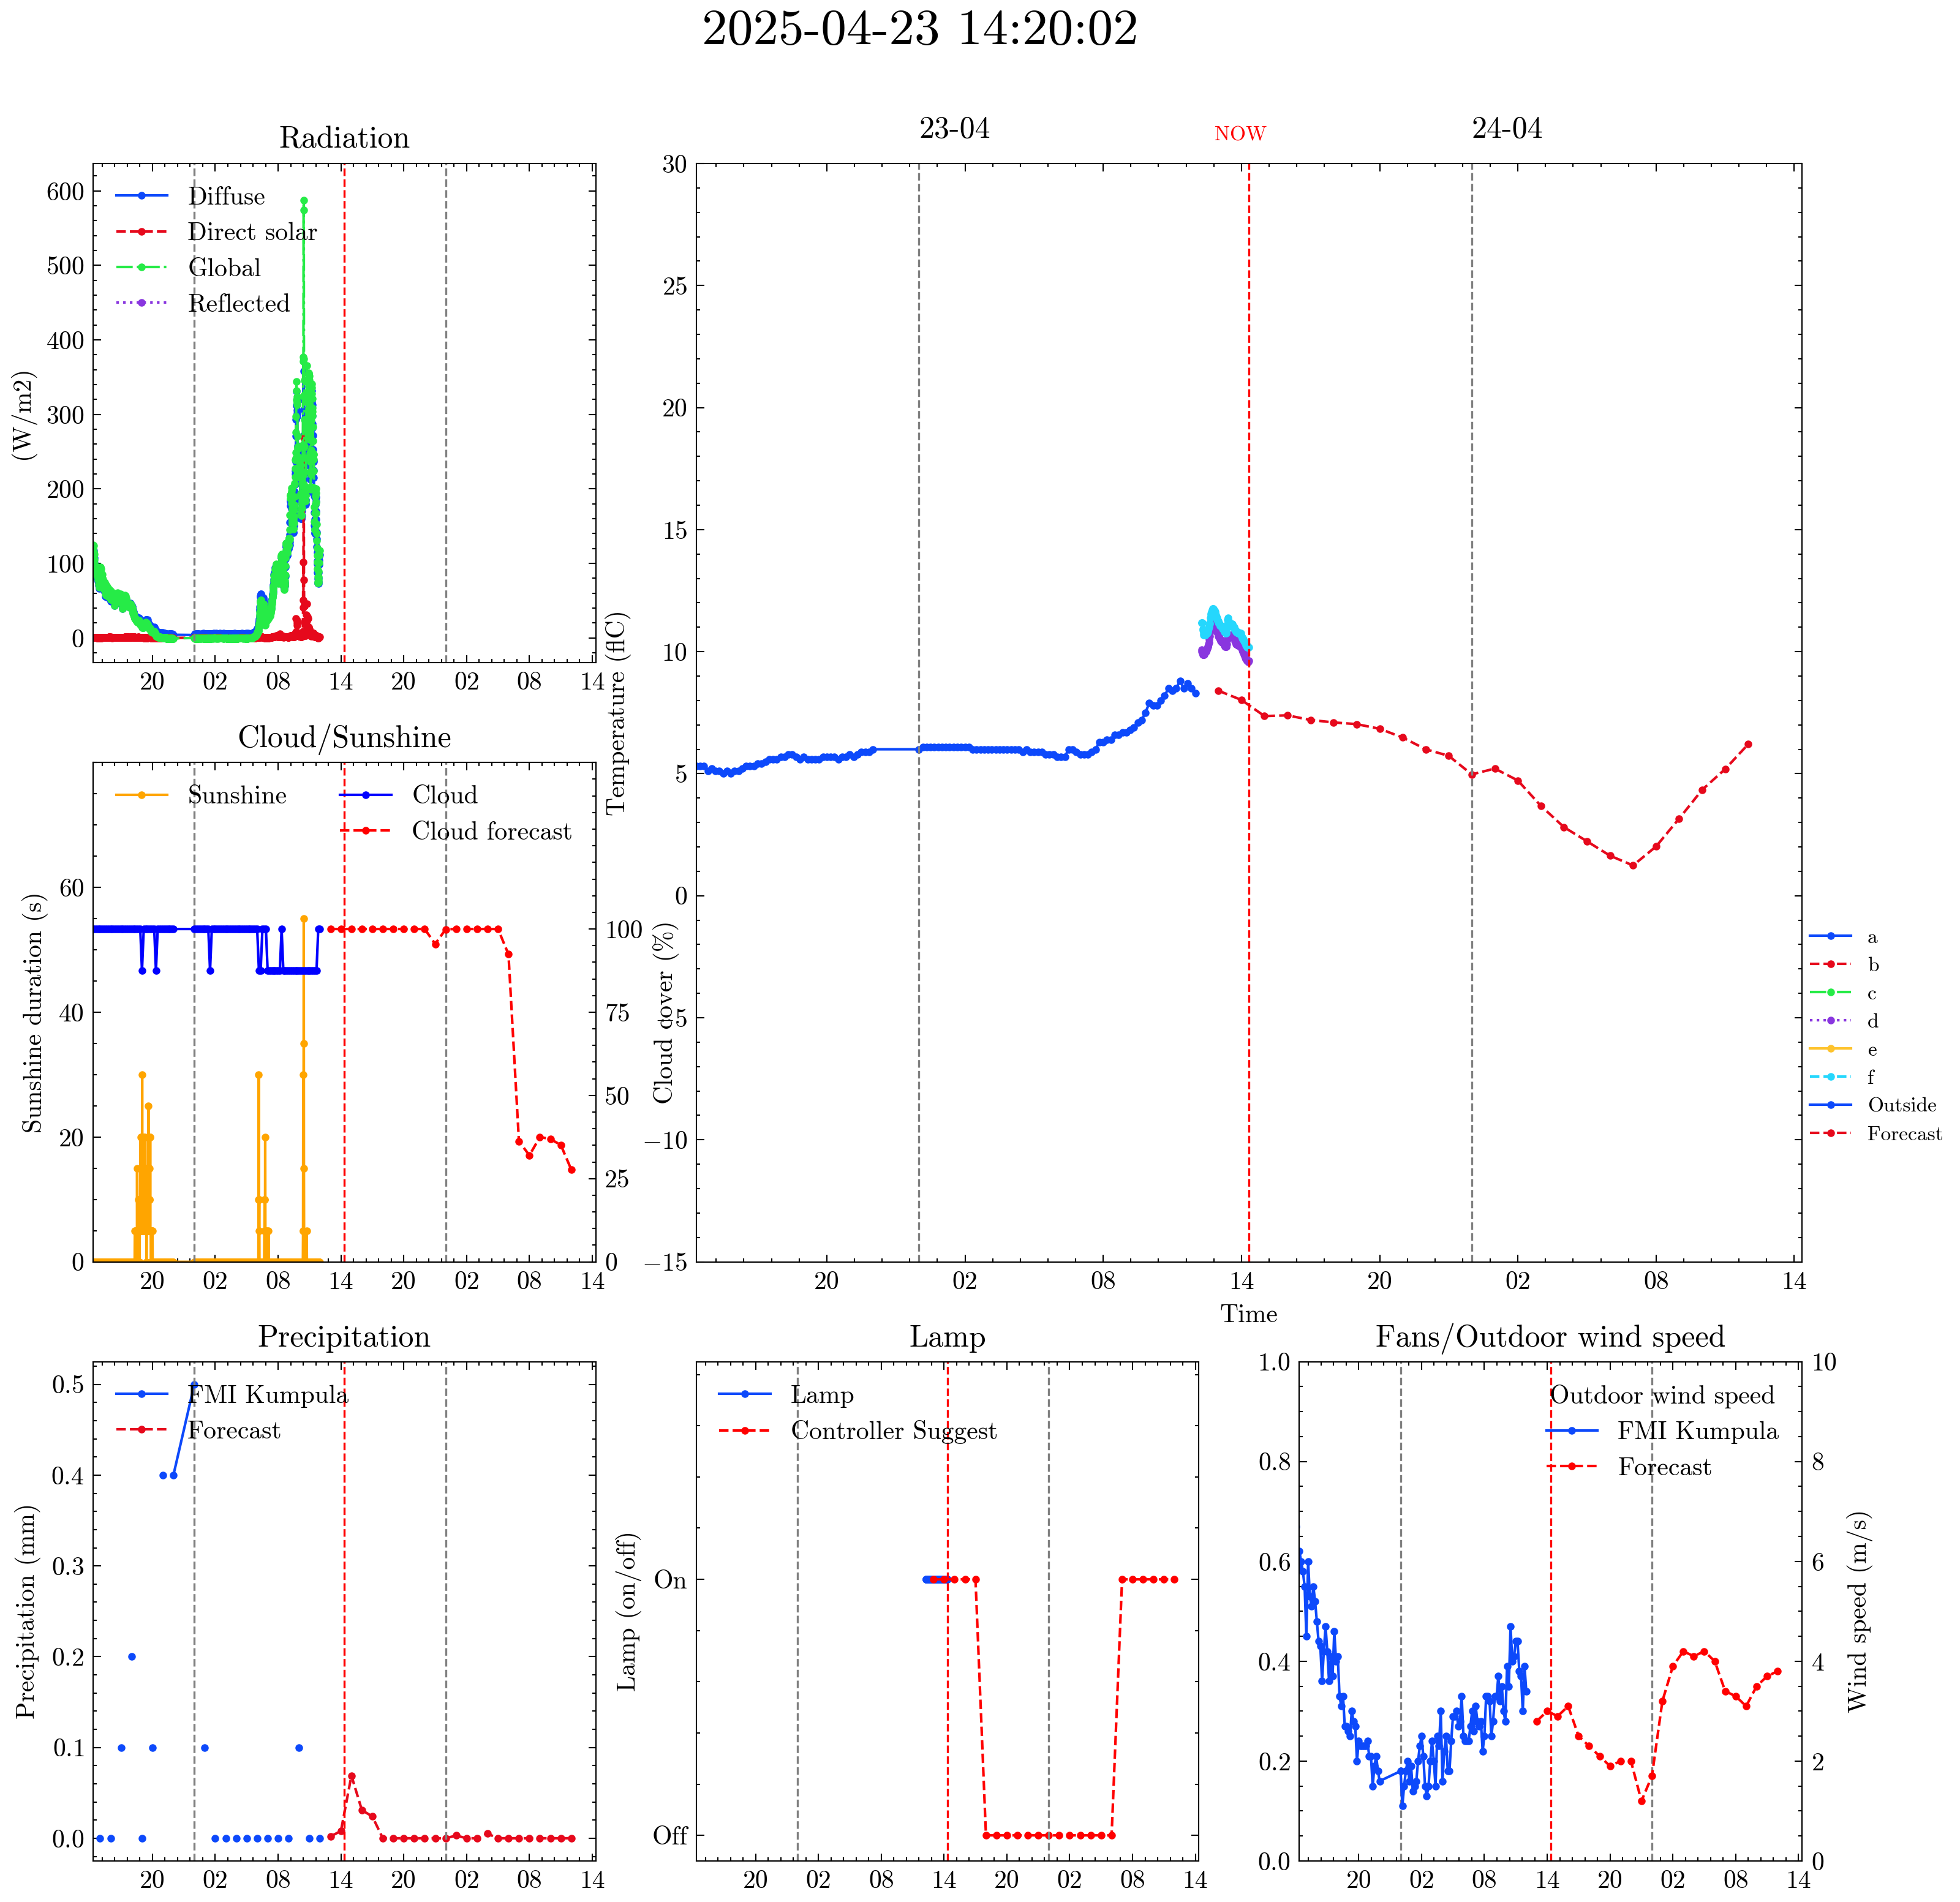 2025-04-23 14:20:02
Radiation
(W/m2)
600
500
400
300
200
100
0
Diffuse
Direct solar
Global
Reflected
20 02 08 14 20 02 08 14
23-04
NOW
24-04
Temperature (flC)
30
25
20
15
10
5
0
−5
−10
−15
20 02 08 14 20 02 08 14
Time
a
b
c
d
e
f
Outside
Forecast
Cloud/Sunshine
Sunshine duration (s)
60
40
20
0
Sunshine
Cloud
Cloud forecast
100
75
50
25
0
Cloud cover (%)
20 02 08 14 20 02 08 14
Precipitation
Precipitation (mm)
0.5
0.4
0.3
0.2
0.1
0.0
FMI Kumpula
Forecast
20 02 08 14 20 02 08 14
Lamp
Lamp (on/off)
On
Off
Lamp
Controller Suggest
20 02 08 14 20 02 08 14
Fans/Outdoor wind speed
1.0
0.8
0.6
0.4
0.2
0.0
Outdoor wind speed
FMI Kumpula
Forecast
10
8
6
4
2
0
Wind speed (m/s)
20 02 08 14 20 02 08 14